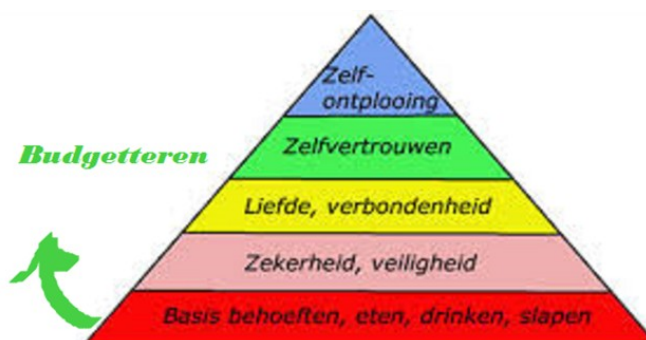 Zelf-
ontplooing
Budgetteren
Zelfvertrouwen
Liefde, verbondenheid
Zekerheid, veiligheid
Basis behoeften, eten, drinken, slapen